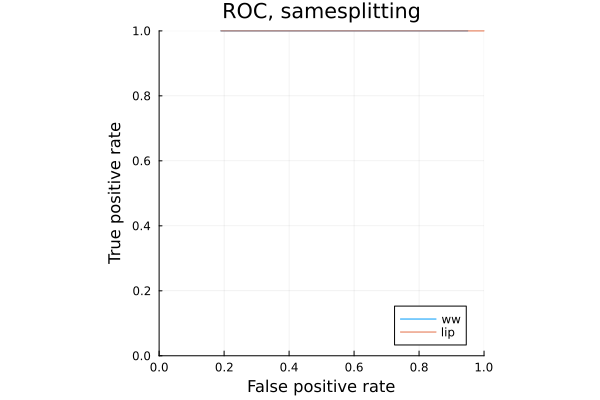 ROC, samesplitting
1.0
0.8
0.6
0.4
0.2
0.0
True positive rate
0.0 0.2 0.4 0.6 0.8 1.0
False positive rate
ww
lip